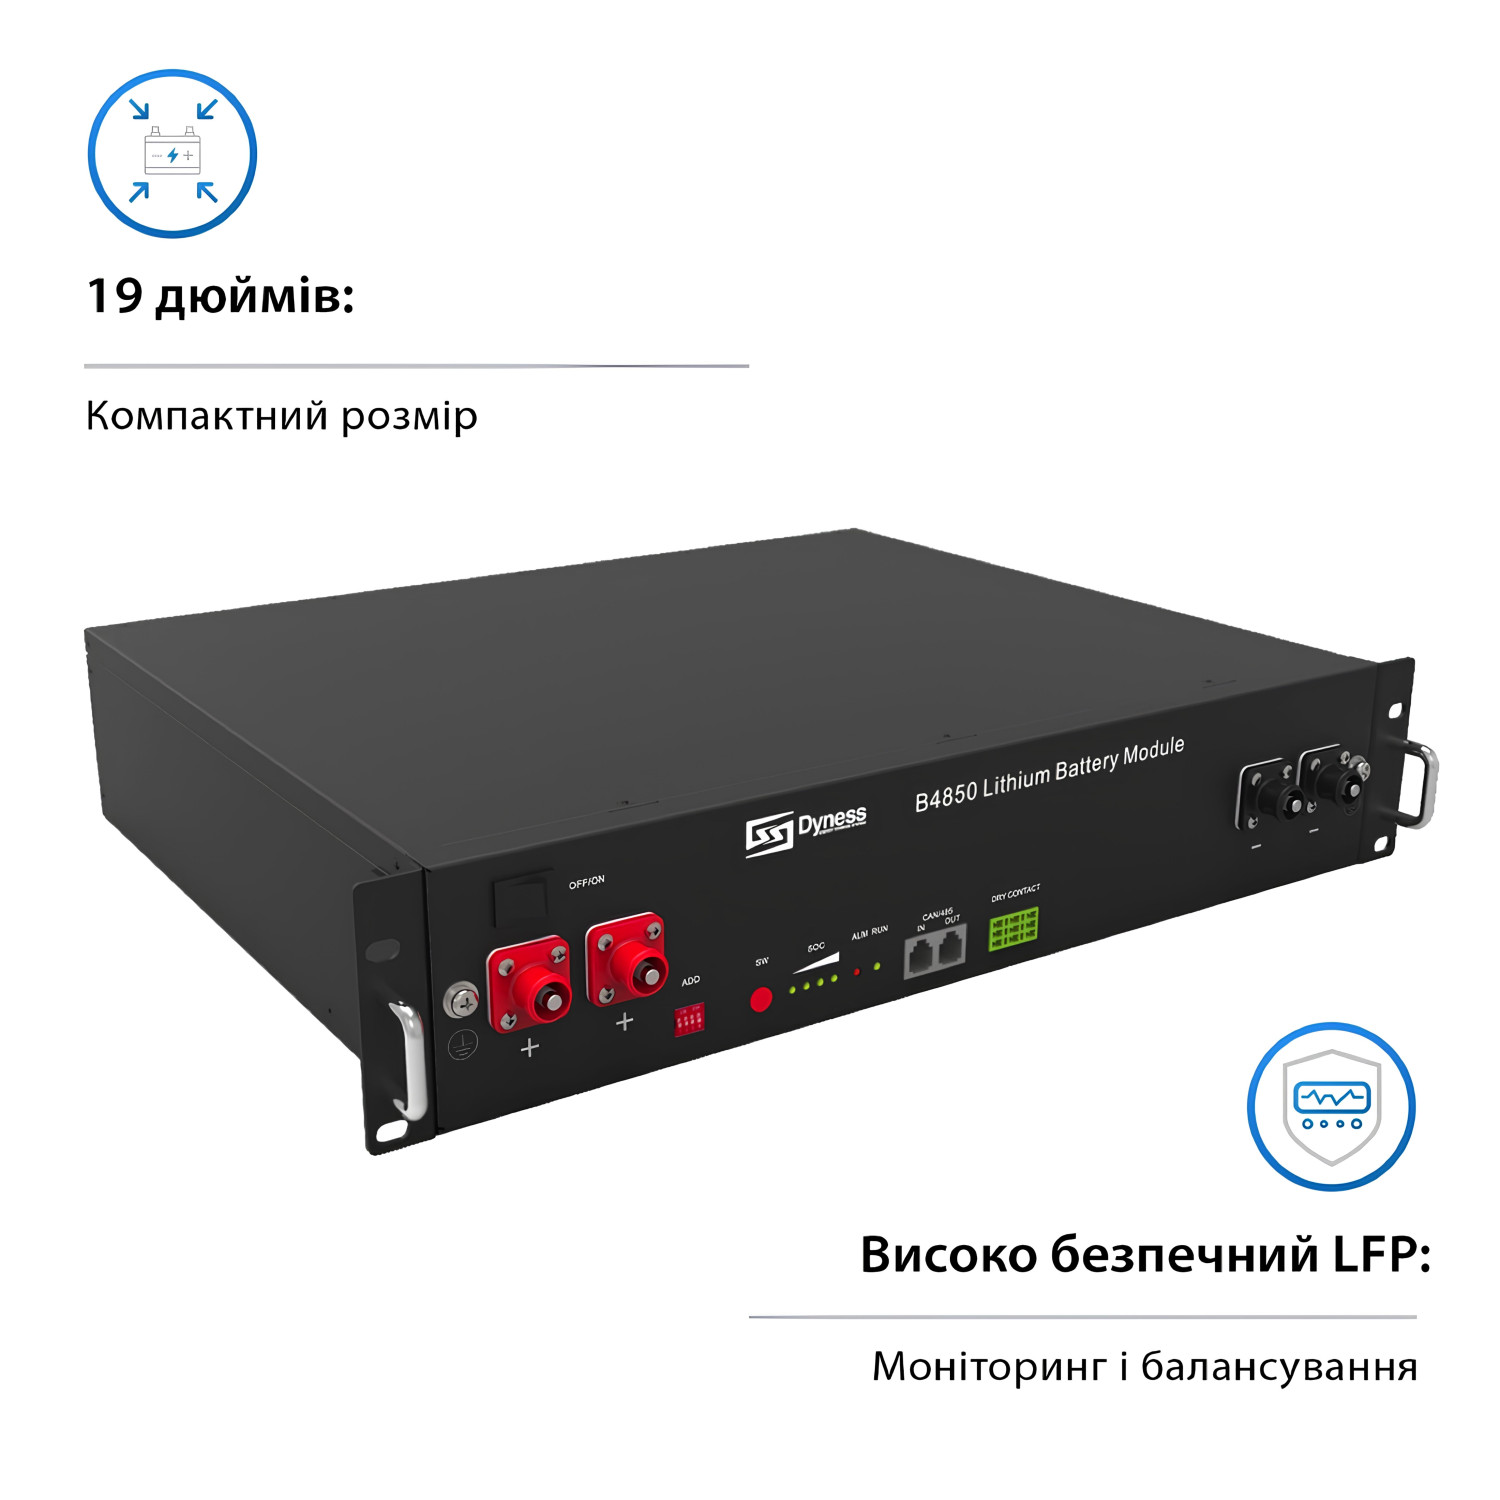 19 дюймів:
Компактний розмір
B4850 Lithium Battery Module
Dyness
OFF/ON
ADD
SW
SOC
ALM RUN
CAN/485
IN OUT
DRY CONTACT
Високо безпечний LFP:
Моніторинг і балансування